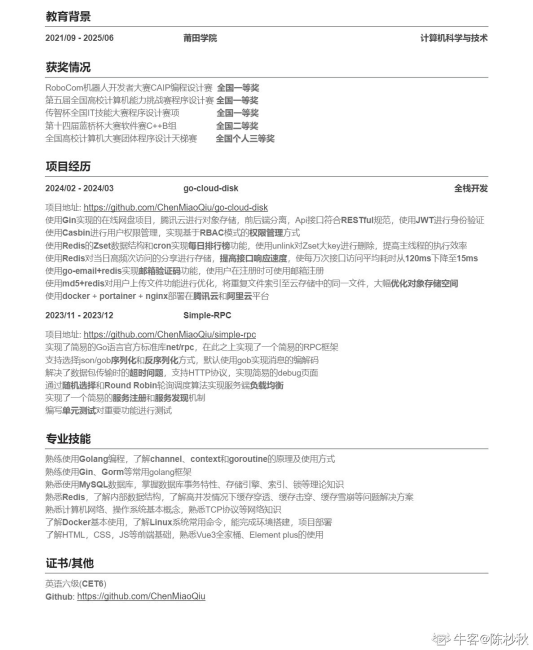 教育背景
2021/09 - 2025/06 莆田学院 计算机科学与技术
获奖情况
RoboCom机器人开发者大赛CAIP编程设计赛 全国一等奖
第五届全国高校计算机能力挑战赛程序设计赛 全国一等奖
传智杯全国IT技能大赛程序设计赛项 全国一等奖
第十四届蓝桥杯大赛软件赛C++B组 全国二等奖
全国高校计算机大赛团体程序设计天梯赛 全国个人三等奖
项目经历
2024/02 - 2024/03 go-cloud-disk 全栈开发
项目地址: https://github.com/ChenMiaoQiu/go-cloud-disk
使用Gin实现的在线网盘项目，腾讯云进行对象存储，前后端分离，Api接口符合RESTful规范，使用JWT进行身份验证
使用Casbin进行用户权限管理，实现基于RBAC模式的权限管理方式
使用Redis的Zset数据结构和cron实现每日排行榜功能，使用unlink对Zset大key进行删除，提高主线程的执行效率
使用Redis对当日高频次访问的分享进行存储，提高接口响应速度，使每万次接口访问平均耗时从120ms下降至15ms
使用go-email+redis实现邮箱验证码功能，使用户在注册时可使用邮箱注册
使用md5+redis对用户上传文件功能进行优化，将重复文件索引至云存储中的同一文件，大幅优化对象存储空间
使用docker + portainer + nginx部署在腾讯云和阿里云平台
2023/11 - 2023/12 Simple-RPC
项目地址: https://github.com/ChenMiaoQiu/simple-rpc
实现了简易的Go语言官方标准库net/rpc，在此之上实现了一个简易的RPC框架
支持选择json/gob序列化和反序列化方式，默认使用gob实现消息的编解码
解决了数据包传输时的超时问题，支持HTTP协议，实现简易的debug页面
通过随机选择和Round Robin轮询调度算法实现服务端负载均衡
实现了一个简易的服务注册和服务发现机制
编写单元测试对重要功能进行测试
专业技能
熟练使用Golang编程，了解channel、context和goroutine的原理及使用方式
熟练使用Gin、Gorm等常用golang框架
熟悉使用MySQL数据库，掌握数据库事务特性、存储引擎、索引、锁等理论知识
熟悉Redis，了解内部数据结构，了解高并发情况下缓存穿透、缓存击穿、缓存雪崩等问题解决方案
熟悉计算机网络、操作系统基本概念，熟悉TCP协议等网络知识
了解Docker基本使用，了解Linux系统常用命令，能完成环境搭建，项目部署
了解HTML，CSS，JS等前端基础，熟悉Vue3全家桶、Element plus的使用
证书/其他
英语六级(CET6)
Github: https://github.com/ChenMiaoQiu
牛客@陈杪秋